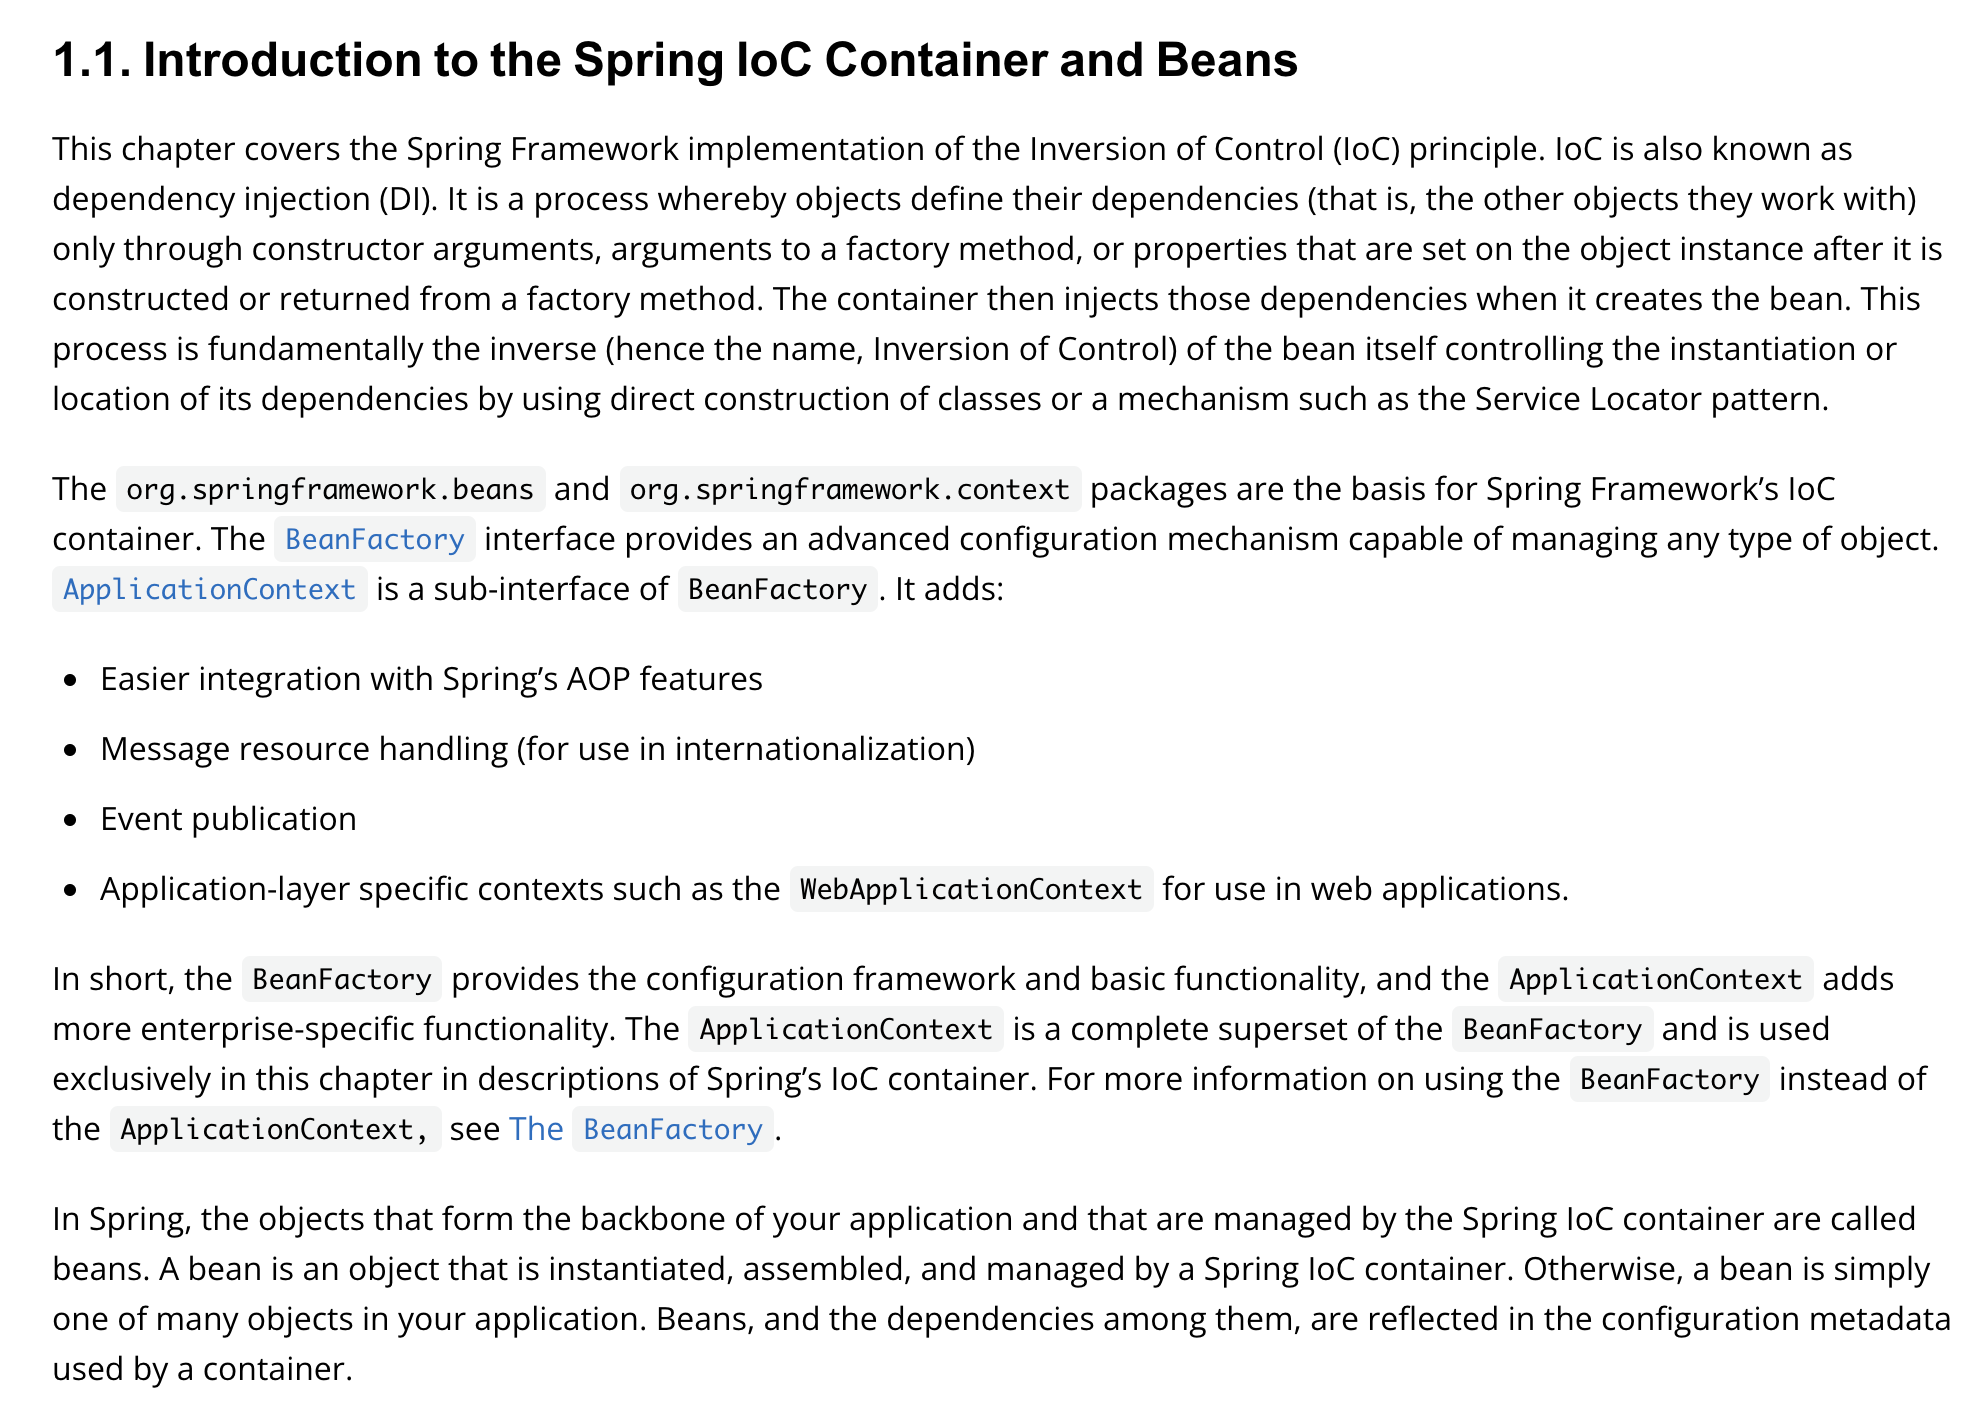 1.1. Introduction to the Spring IoC Container and Beans
This chapter covers the Spring Framework implementation of the Inversion of Control (IoC) principle. IoC is also known as
dependency injection (DI). It is a process whereby objects define their dependencies (that is, the other objects they work with)
only through constructor arguments, arguments to a factory method, or properties that are set on the object instance after it is
constructed or returned from a factory method. The container then injects those dependencies when it creates the bean. This
process is fundamentally the inverse (hence the name, Inversion of Control) of the bean itself controlling the instantiation or
location of its dependencies by using direct construction of classes or a mechanism such as the Service Locator pattern.
The org.springframework.beans and org.springframework.context packages are the basis for Spring Framework’s IoC
container. The BeanFactory interface provides an advanced configuration mechanism capable of managing any type of object.
ApplicationContext is a sub-interface of BeanFactory. It adds:
• Easier integration with Spring’s AOP features
• Message resource handling (for use in internationalization)
• Event publication
• Application-layer specific contexts such as the WebApplicationContext for use in web applications.
In short, the BeanFactory provides the configuration framework and basic functionality, and the ApplicationContext adds
more enterprise-specific functionality. The ApplicationContext is a complete superset of the BeanFactory and is used
exclusively in this chapter in descriptions of Spring’s IoC container. For more information on using the BeanFactory instead of
the ApplicationContext, see The BeanFactory.
In Spring, the objects that form the backbone of your application and that are managed by the Spring IoC container are called
beans. A bean is an object that is instantiated, assembled, and managed by a Spring IoC container. Otherwise, a bean is simply
one of many objects in your application. Beans, and the dependencies among them, are reflected in the configuration metadata
used by a container.